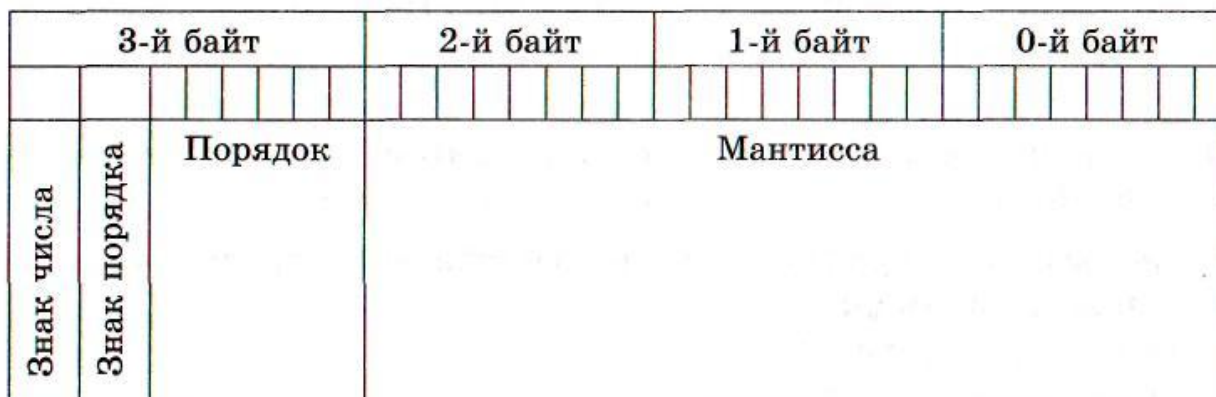 3-й байт 2-й байт 1-й байт 0-й байт
Знак числа
Знак порядка
Порядок
Мантисса